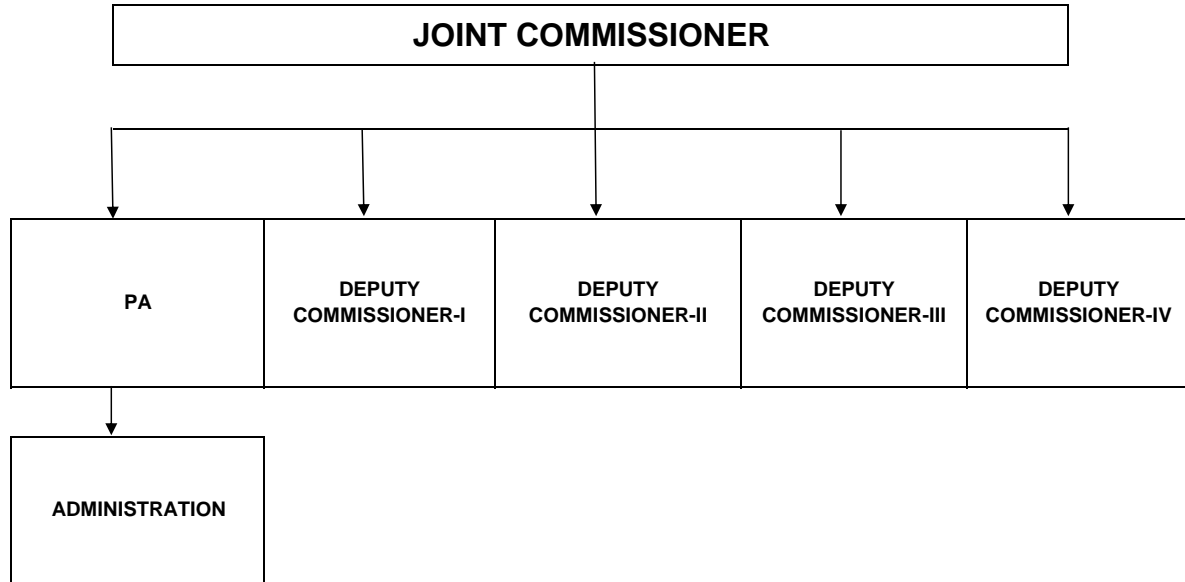 JOINT COMMISSIONER
PA
DEPUTY
COMMISSIONER-I
DEPUTY
COMMISSIONER-II
DEPUTY
COMMISSIONER-III
DEPUTY
COMMISSIONER-IV
ADMINISTRATION